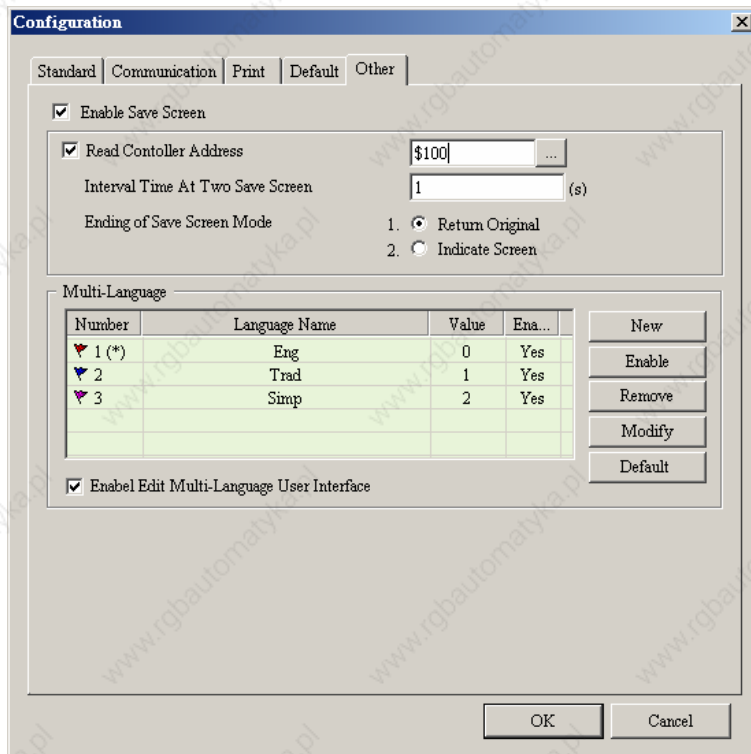 Configuration
Standard Communication Print Default Other
Enable Save Screen
Read Contoller Address $100 ...
Interval Time At Two Save Screen 1 (s)
Ending of Save Screen Mode 1. Return Original
2. Indicate Screen
Multi-Language
Number Language Name Value Ena...
1 (*) Eng 0 Yes
2 Trad 1 Yes
3 Simp 2 Yes
New
Enable
Remove
Modify
Default
Enabel Edit Multi-Language User Interface
OK Cancel
www.rgbautomatyka.pl